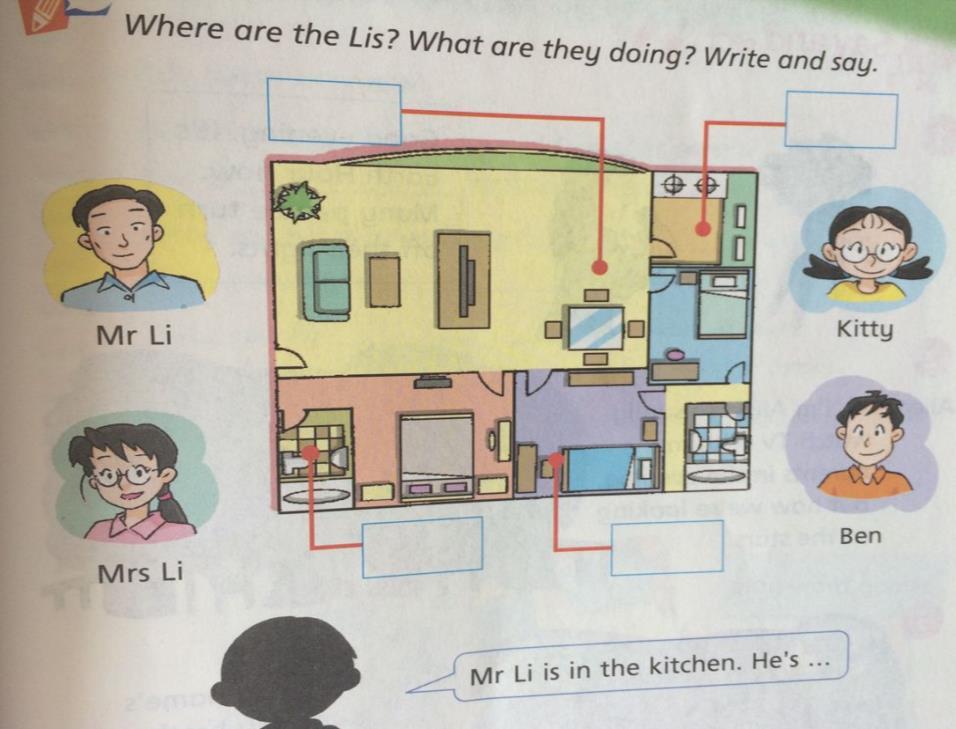 Where are the Lis? What are they doing? Write and say.
Mr Li
Kitty
Mrs Li
Ben
Mr Li is in the kitchen. He's ...